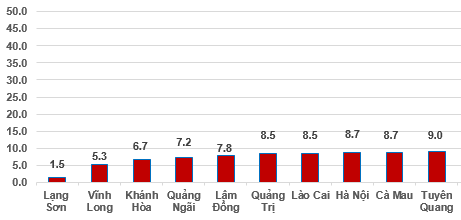 50.0
45.0
40.0
35.0
30.0
25.0
20.0
15.0
10.0
5.0
0.0
1.5 5.3 6.7 7.2 7.8 8.5 8.5 8.7 8.7 9.0
Lạng Sơn
Vĩnh Long
Khánh Hòa
Quảng Ngãi
Lâm Đồng
Quảng Trị
Lào Cai
Hà Nội
Cà Mau
Tuyên Quang